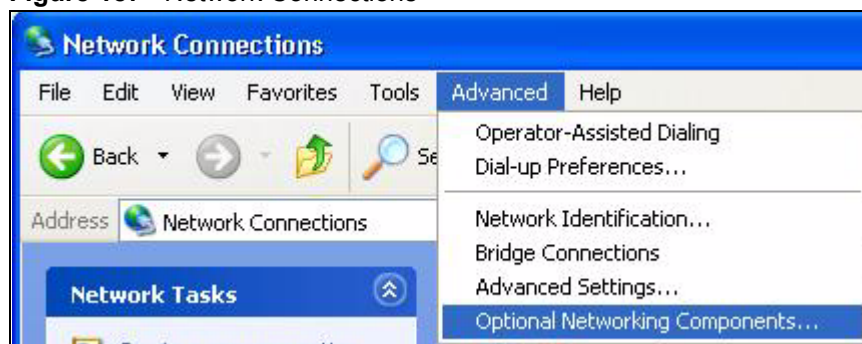 Network Connections
File Edit View Favorites Tools Advanced Help
Back
Operator-Assisted Dialing
Dial-up Preferences...
Address Network Connections
Network Identification...
Bridge Connections
Advanced Settings...
Network Tasks
Optional Networking Components...